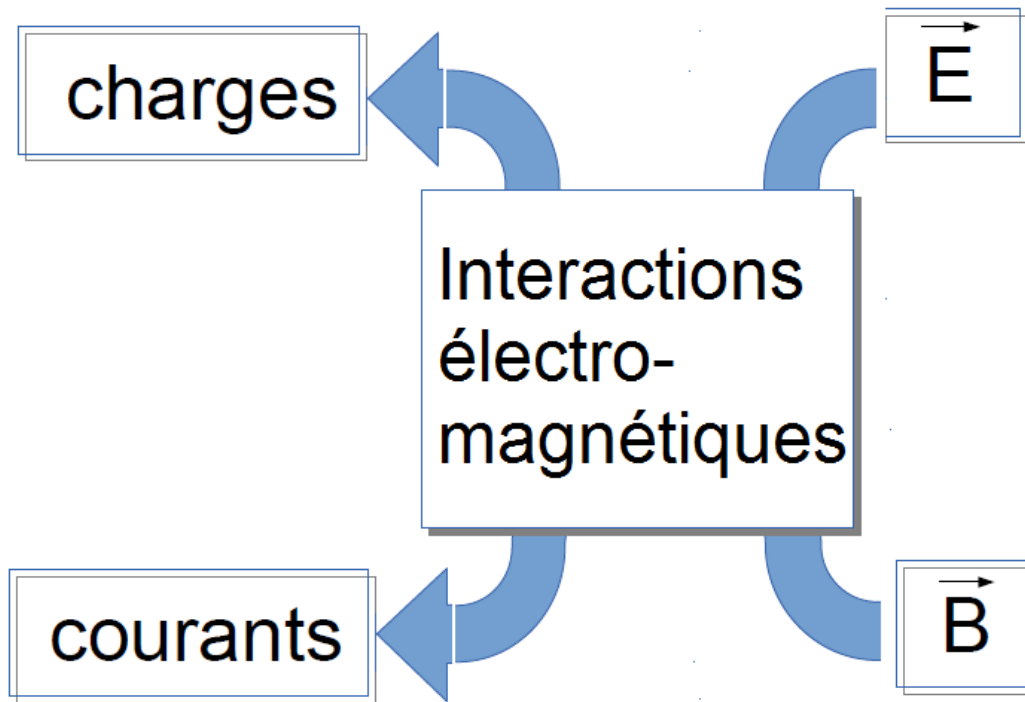 charges
E
Interactions
électro-
magnétiques
courants
B